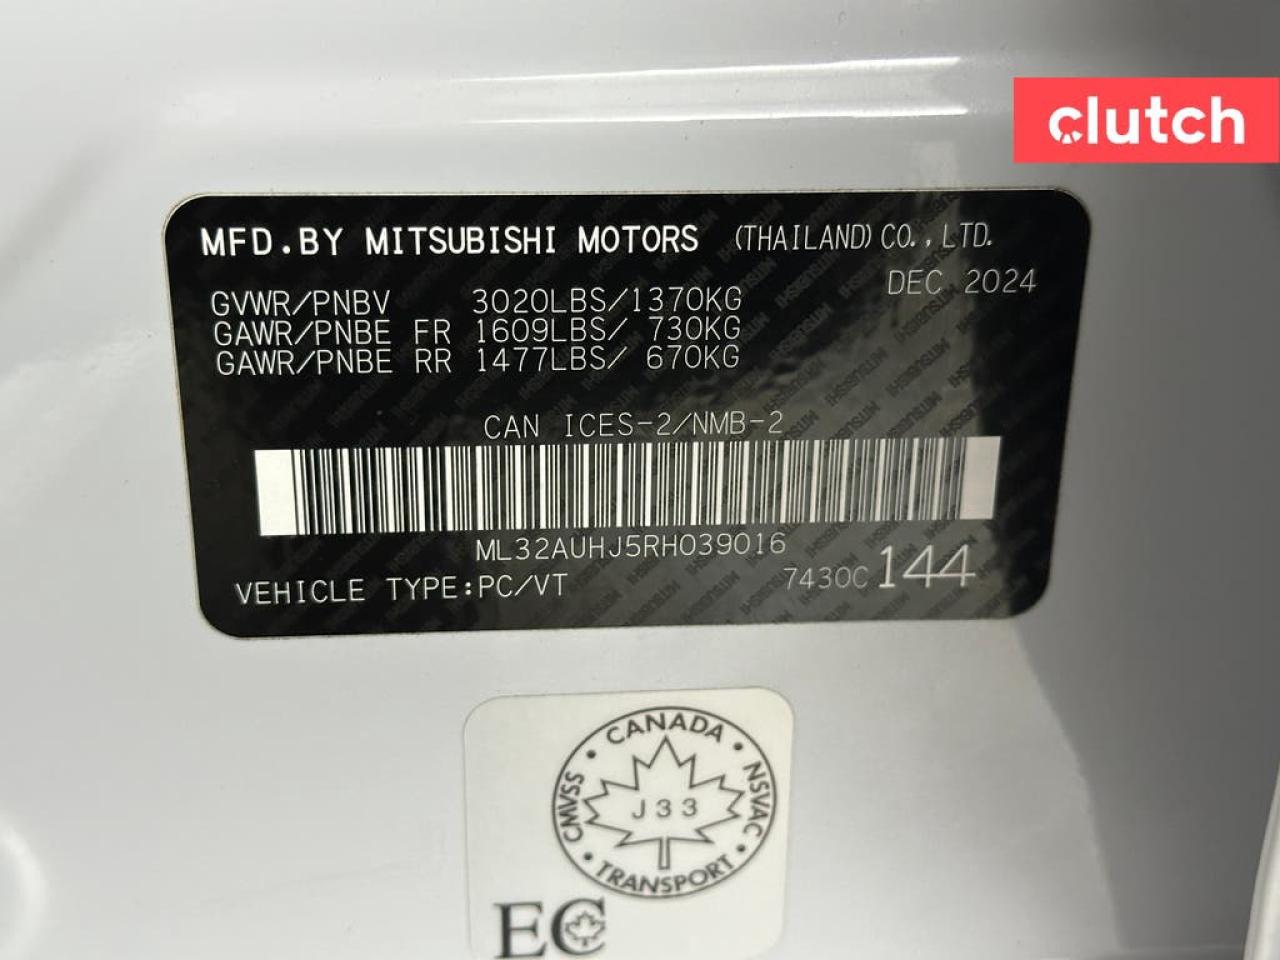 clutch
MFD.BY MITSUBISHI MOTORS (THAILAND) CO.,LTD.
DEC 2024
GVWR/PNBV 3020LBS/1370KG
GAWR/PNBE FR 1609LBS/ 730KG
GAWR/PNBE RR 1477LBS/ 670KG
CAN ICES-2/NMB-2
ML32AUHJ5RH039016
VEHICLE TYPE:PC/VT 7430C 144
CANADA
CMVSS NSVAC
J33
TRANSPORT
EC